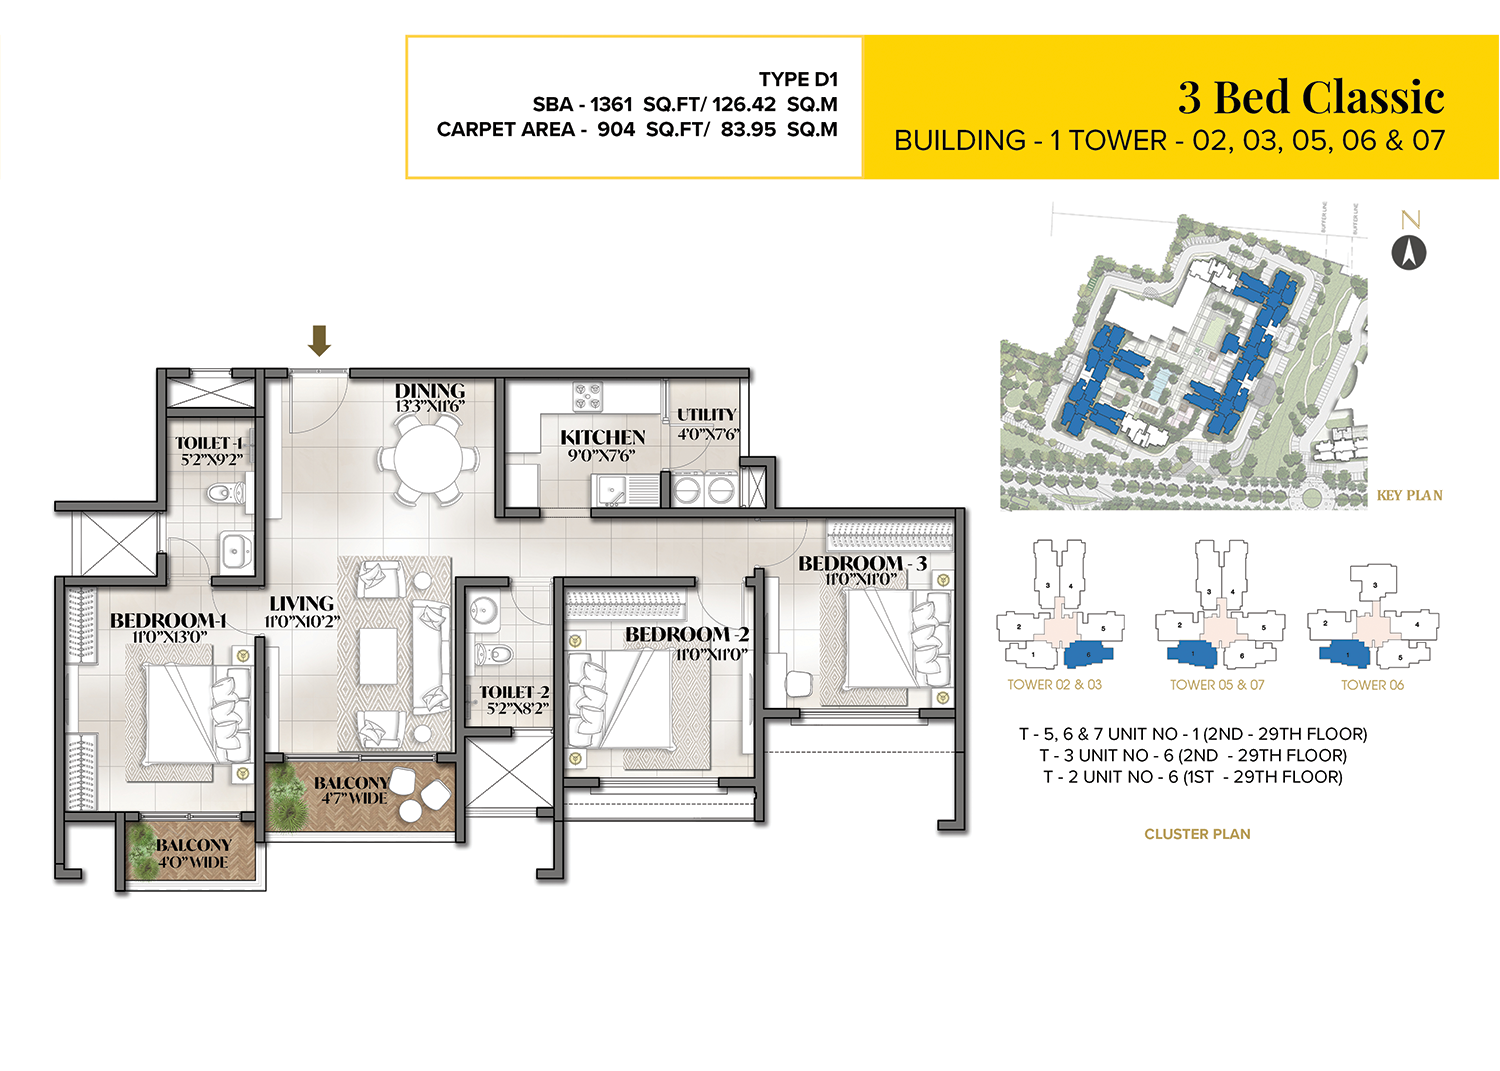 TYPE D1
SBA - 1361 SQ.FT/ 126.42 SQ.M
CARPET AREA - 904 SQ.FT/ 83.95 SQ.M
3 Bed Classic
BUILDING - 1 TOWER - 02, 03, 05, 06 & 07
BUFFER LINE
BUFFER LINE
N
KEY PLAN
DINING
13'3"X11'6"
UTILITY
4'0"X7'6"
KITCHEN
9'0"X7'6"
TOILET -1
5'2"X9'2"
BEDROOM - 3
11'0"X11'0"
LIVING
11'0"X10'2"
BEDROOM-1
11'0"X13'0"
BEDROOM -2
11'0"X11'0"
TOILET -2
5'2"X8'2"
BALCONY
4'7" WIDE
BALCONY
4'0" WIDE
3 4
2 5
1 6
TOWER 02 & 03
3 4
2 5
1 6
TOWER 05 & 07
3
2 4
1 5
TOWER 06
T - 5, 6 & 7 UNIT NO - 1 (2ND - 29TH FLOOR)
T - 3 UNIT NO - 6 (2ND - 29TH FLOOR)
T - 2 UNIT NO - 6 (1ST - 29TH FLOOR)
CLUSTER PLAN